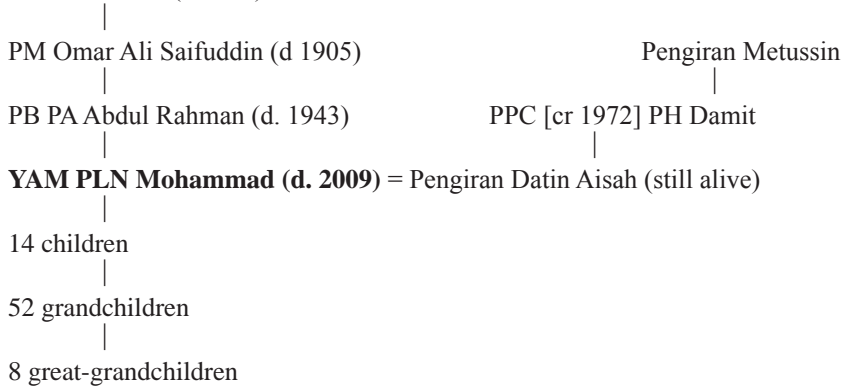 PM Omar Ali Saifuddin (d 1905) Pengiran Metussin
PB PA Abdul Rahman (d. 1943) PPC [cr 1972] PH Damit
YAM PLN Mohammad (d. 2009) = Pengiran Datin Aisah (still alive)
14 children
52 grandchildren
8 great-grandchildren